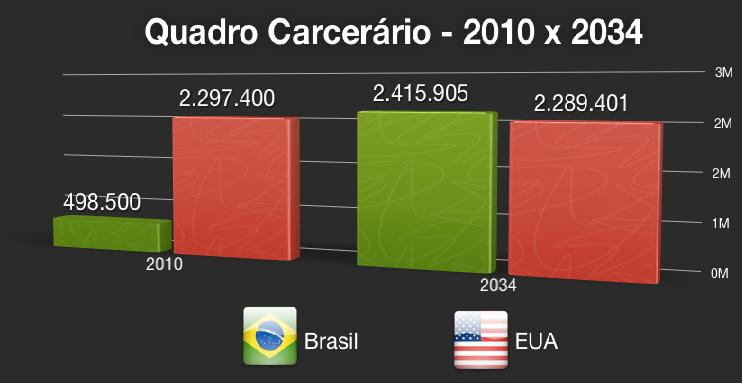 Quadro Carcerário - 2010 x 2034
3M
2.297.400
2.415.905
2.289.401
2M
2M
498.500
1M
2010
0M
2034
Brasil
EUA